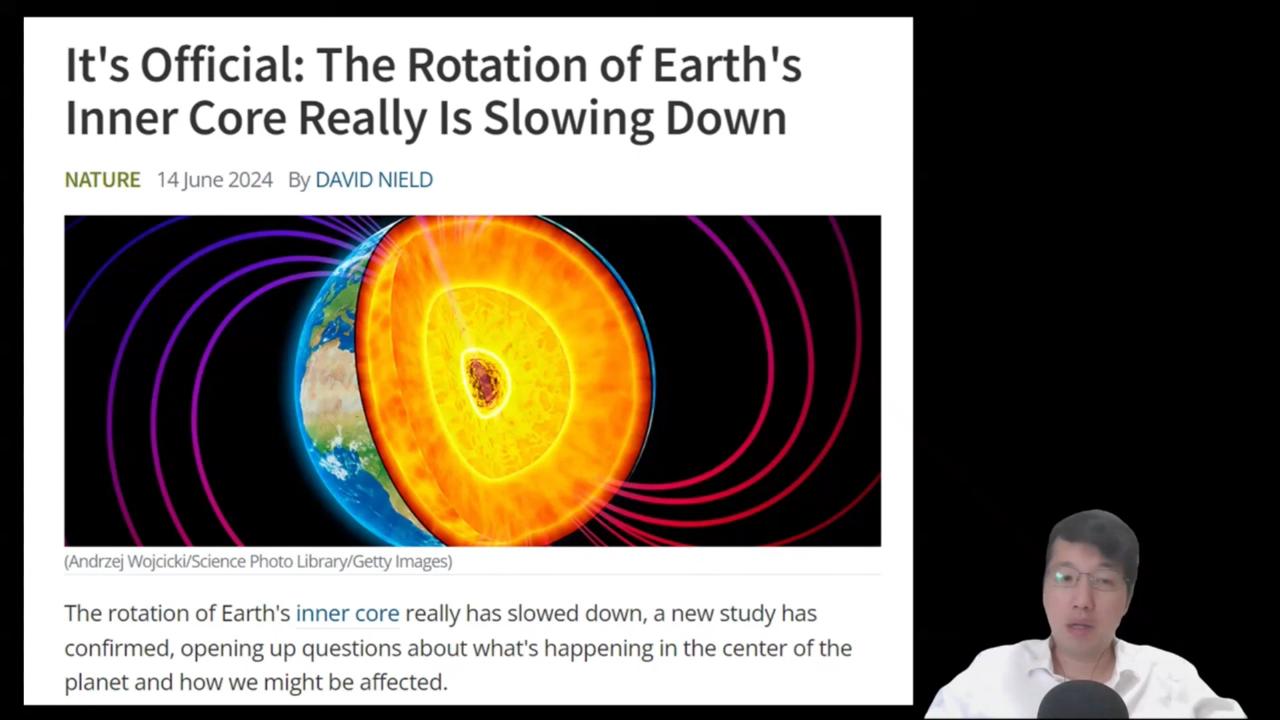 It's Official: The Rotation of Earth's
Inner Core Really Is Slowing Down
NATURE 14 June 2024 By DAVID NIELD
(Andrzej Wojcicki/Science Photo Library/Getty Images)
The rotation of Earth's inner core really has slowed down, a new study has
confirmed, opening up questions about what's happening in the center of the
planet and how we might be affected.